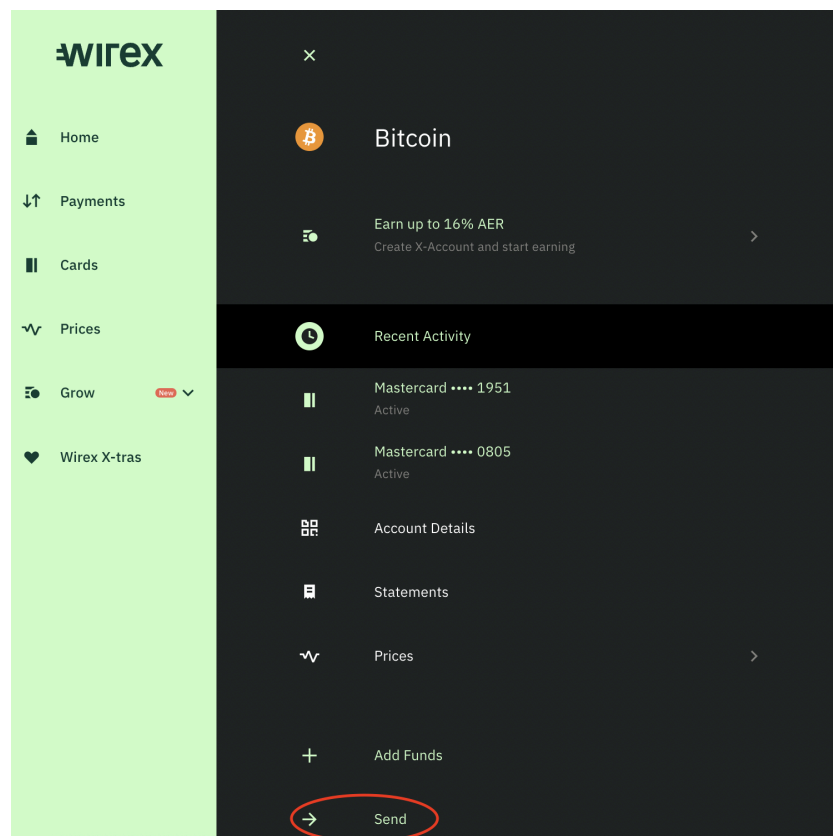 wirex
Home
Payments
Cards
Prices
Grow New
Wirex X-tras
Bitcoin
Earn up to 16% AER
Create X-Account and start earning
Recent Activity
Mastercard •••• 1951
Active
Mastercard •••• 0805
Active
Account Details
Statements
Prices
Add Funds
Send